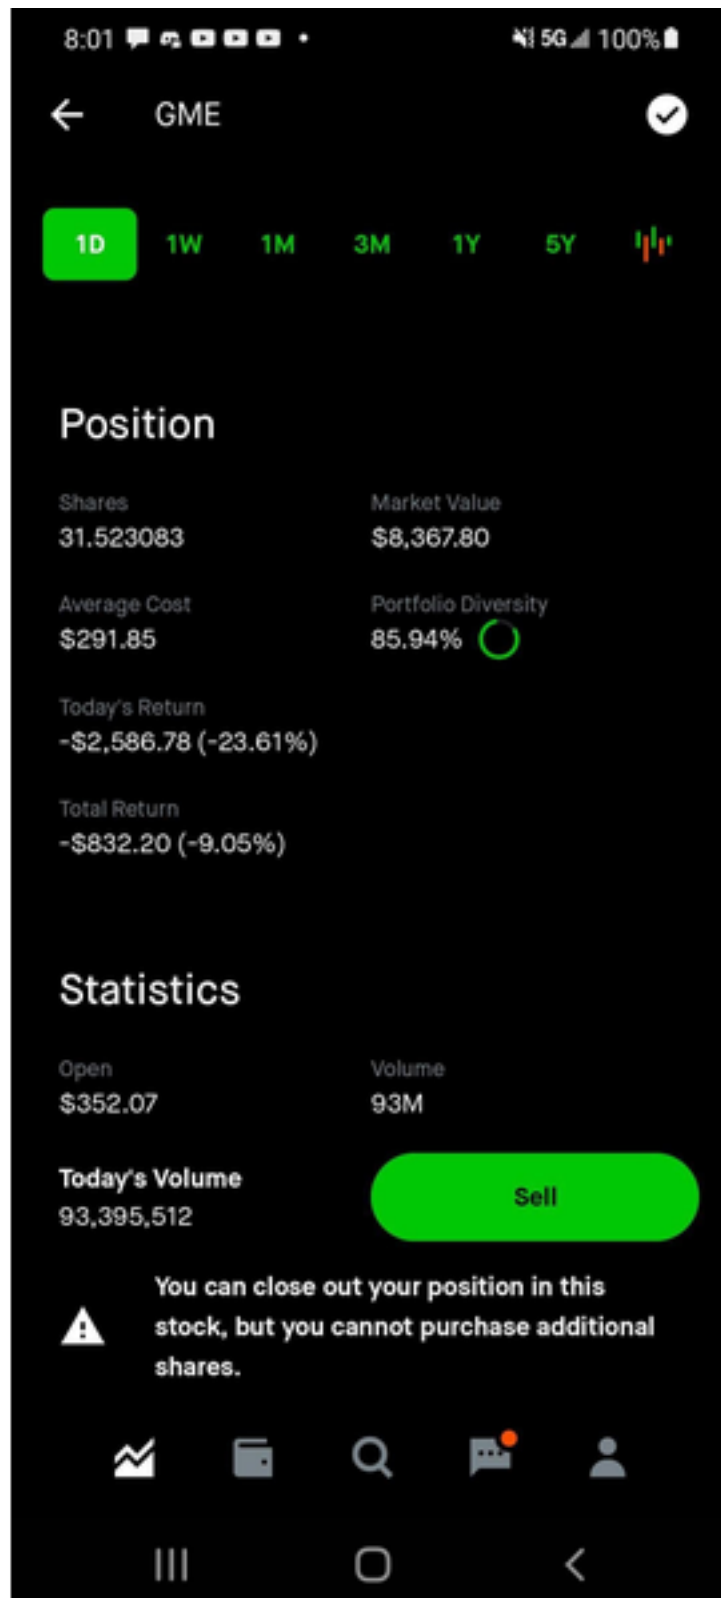 8:01 5G 100%
GME
1D 1W 1M 3M 1Y 5Y
Position
Shares Market Value
31.523083 $8,367.80
Average Cost Portfolio Diversity
$291.85 85.94%
Today's Return
-$2,586.78 (-23.61%)
Total Return
-$832.20 (-9.05%)
Statistics
Open Volume
$352.07 93M
Today's Volume
93,395,512
Sell
You can close out your position in this
stock, but you cannot purchase additional
shares.